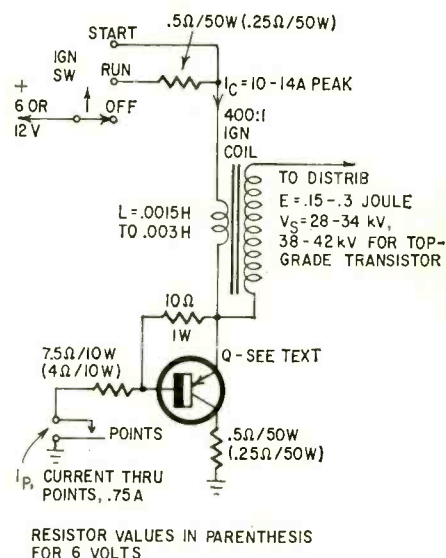 .5Ω/50W (.25Ω/50W)
START
IGN
SW
RUN
+
6 OR
12 V
OFF
I_C = 10-14A PEAK
400:1
IGN
COIL
TO DISTRIB
E = .15-.3 JOULE
V_S = 28-34 kV,
38-42 kV FOR TOP-
GRADE TRANSISTOR
L = .0015H
TO .003H
10Ω
1W
7.5Ω/10W
(4Ω/10W)
Q-SEE TEXT
POINTS
I_P, CURRENT THRU
POINTS, .75A
.5Ω/50W
(.25Ω/50W)
RESISTOR VALUES IN PARENTHESIS
FOR 6 VOLTS